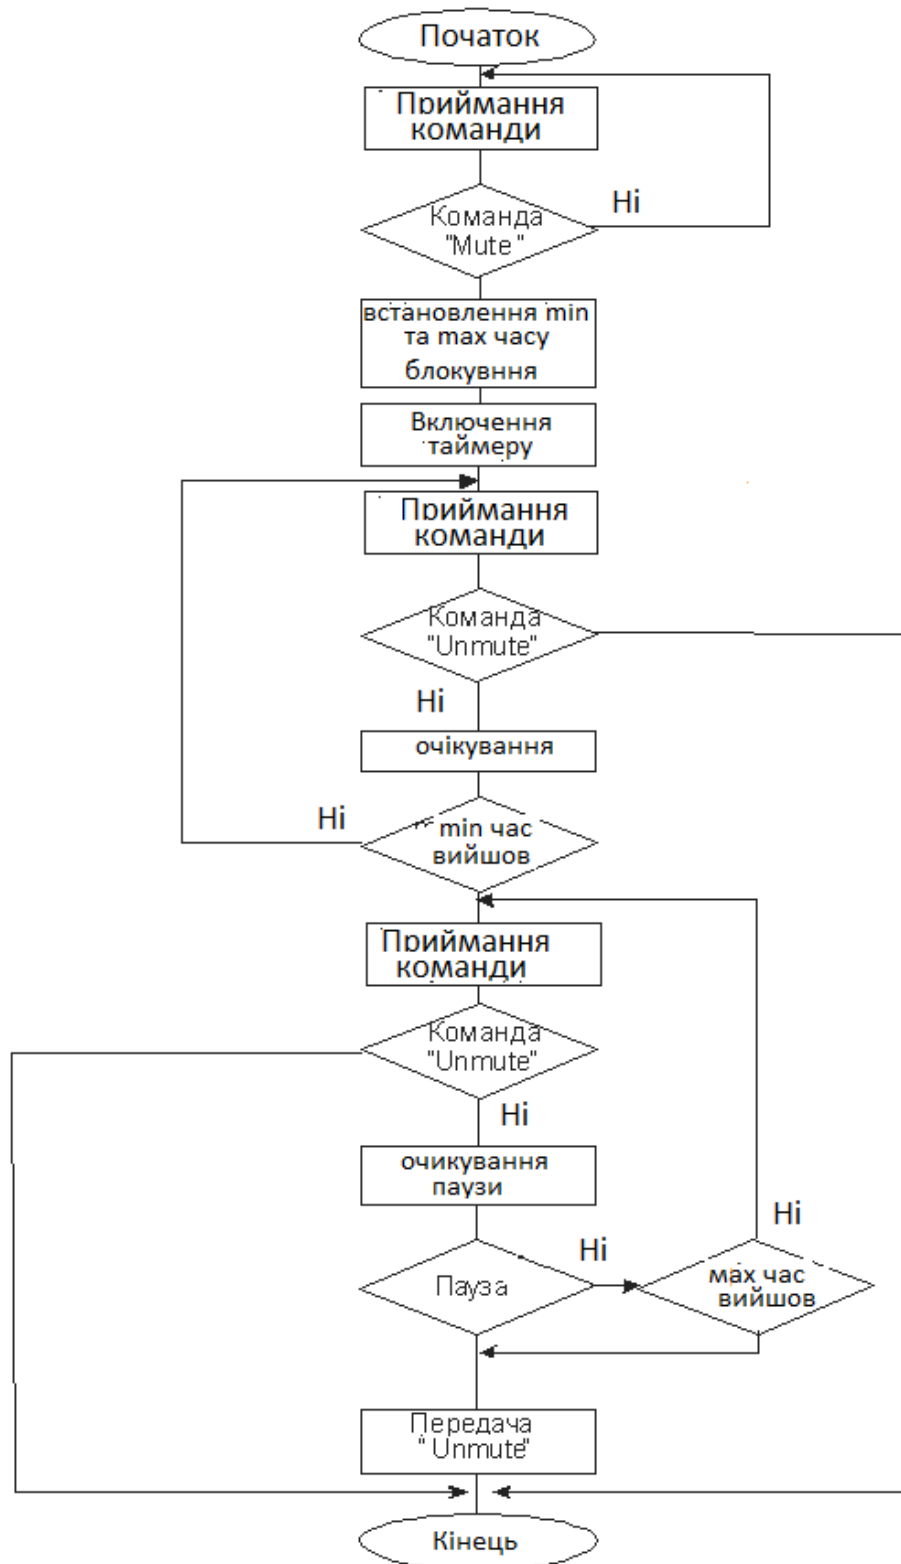 Початок
Приймання
команди
Команда
"Mute"
Ні
встановлення min
та max часу
блокувння
Включення
таймеру
Приймання
команди
Команда
"Unmute"
Ні
очікування
Ні
min час
вийшов
Приймання
команди
Команда
"Unmute"
Ні
очикування
паузи
Пауза
Ні
Ні
мах час
вийшов
Передача
"Unmute"
Кінець